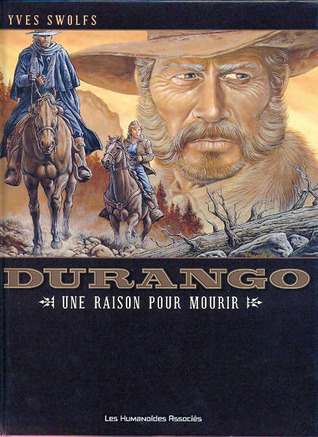 YVES SWOLFS
DURANGO
UNE RAISON POUR MOURIR
Les Humanoïdes Associés